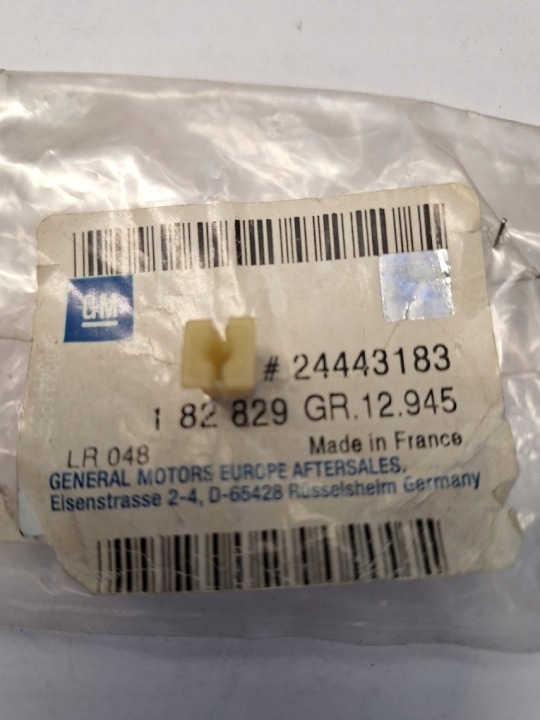 GM
# 24443183
1 82 829 GR.12.945
LR 048 Made in France
GENERAL MOTORS EUROPE AFTERSALES.
Eisenstrasse 2-4, D-65428 Rüsselsheim Germany